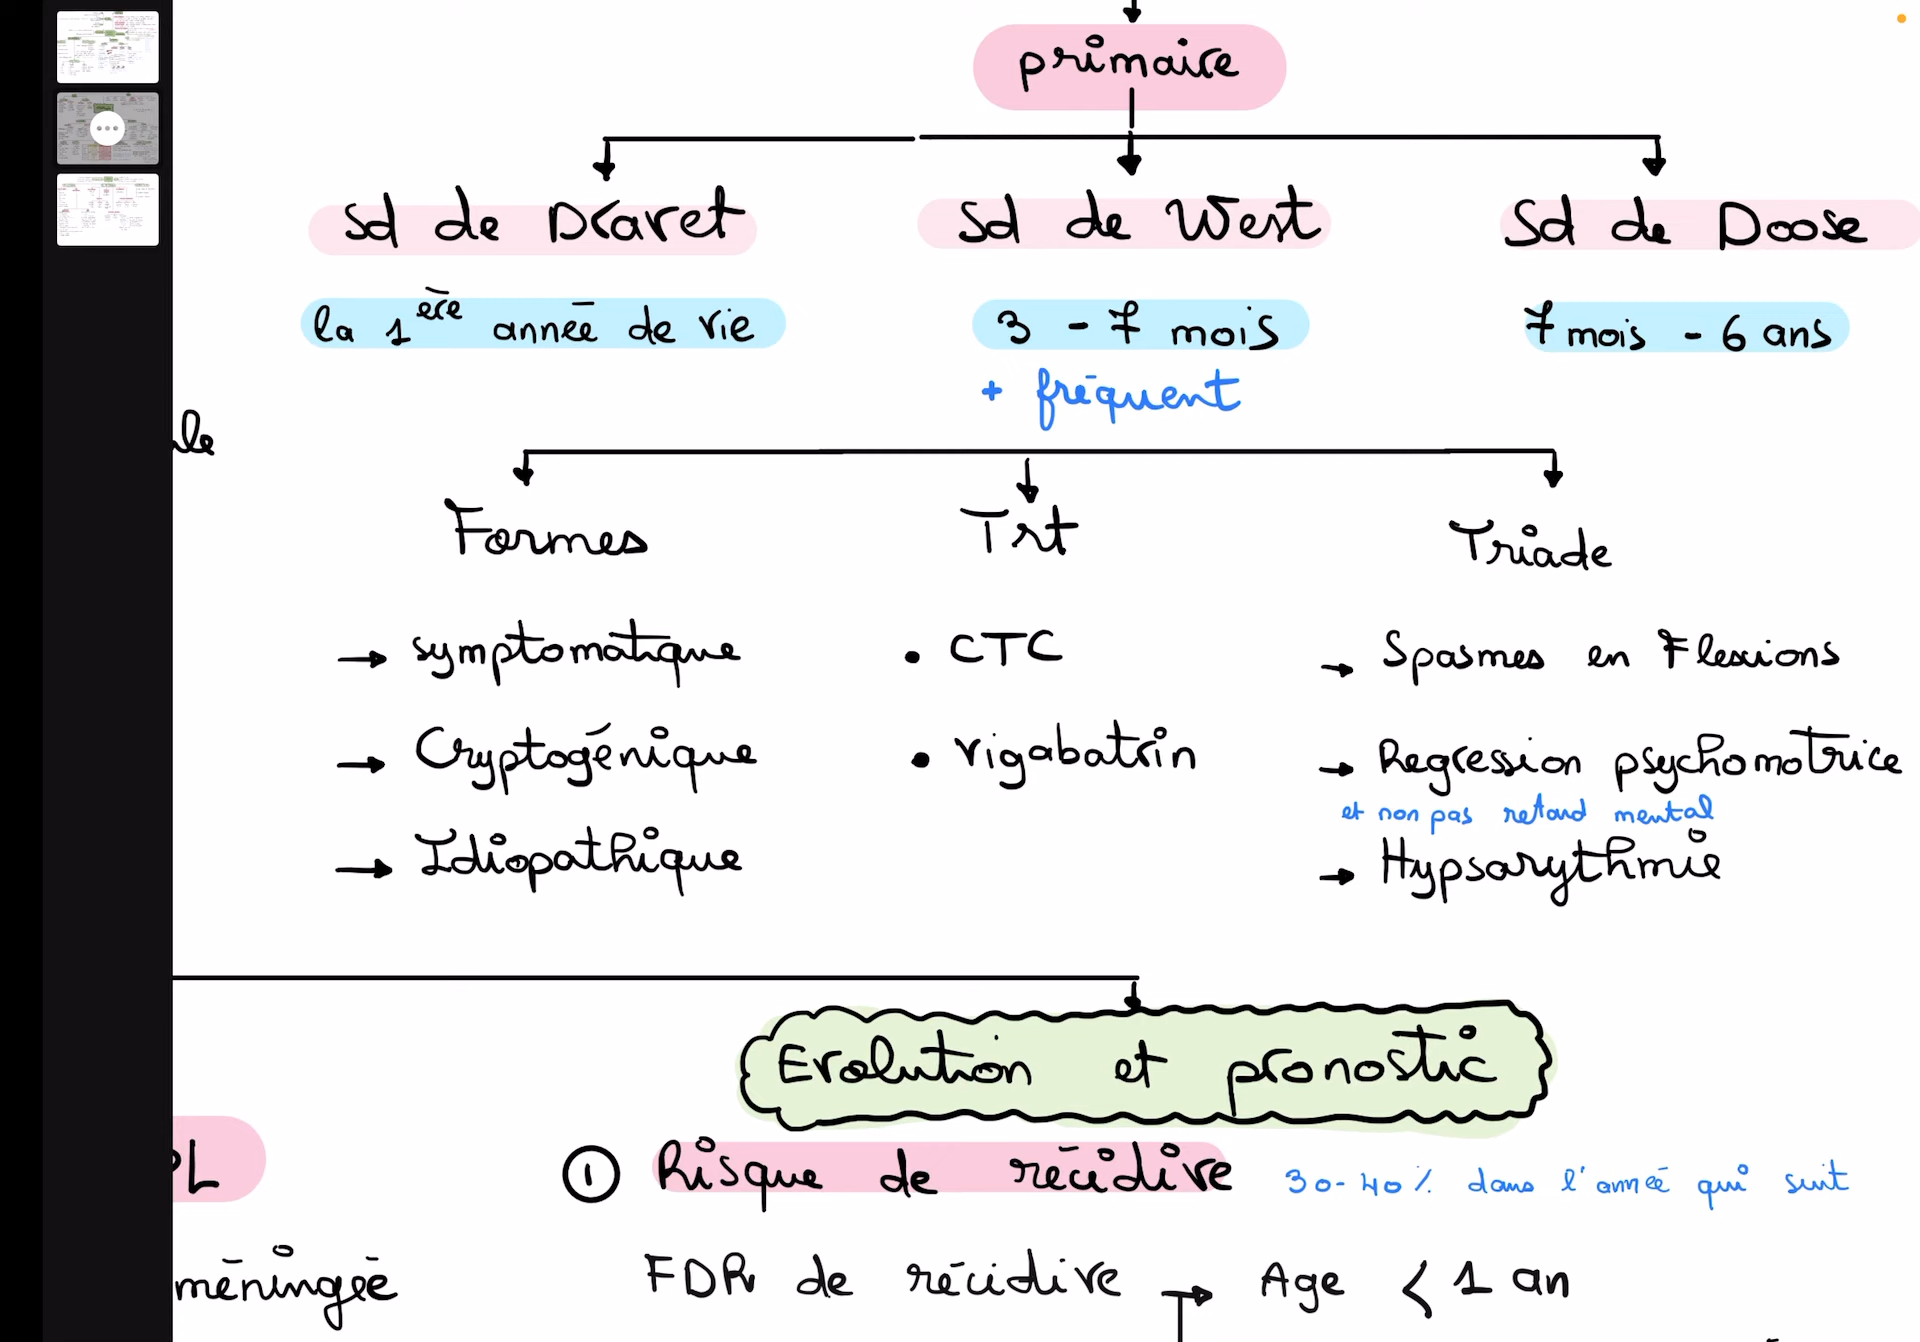 primaire
Sd de Dravet
Sd de West
Sd de Doose
la 1ère année de vie
3 - 7 mois
7 mois - 6 ans
+ fréquent
Formes
Trt
Triade
→ symptomatique
• CTC
→ Spasmes en Flexions
→ Cryptogénique
• vigabatrin
→ Regression psychomotrice
et non pas retard mental
→ Idiopathique
→ Hypsarythmie
Evolution et pronostic
PL
① Risque de récidive 30-40% dans l'année qui suit
méningée
FDR de récidive → Age < 1 an